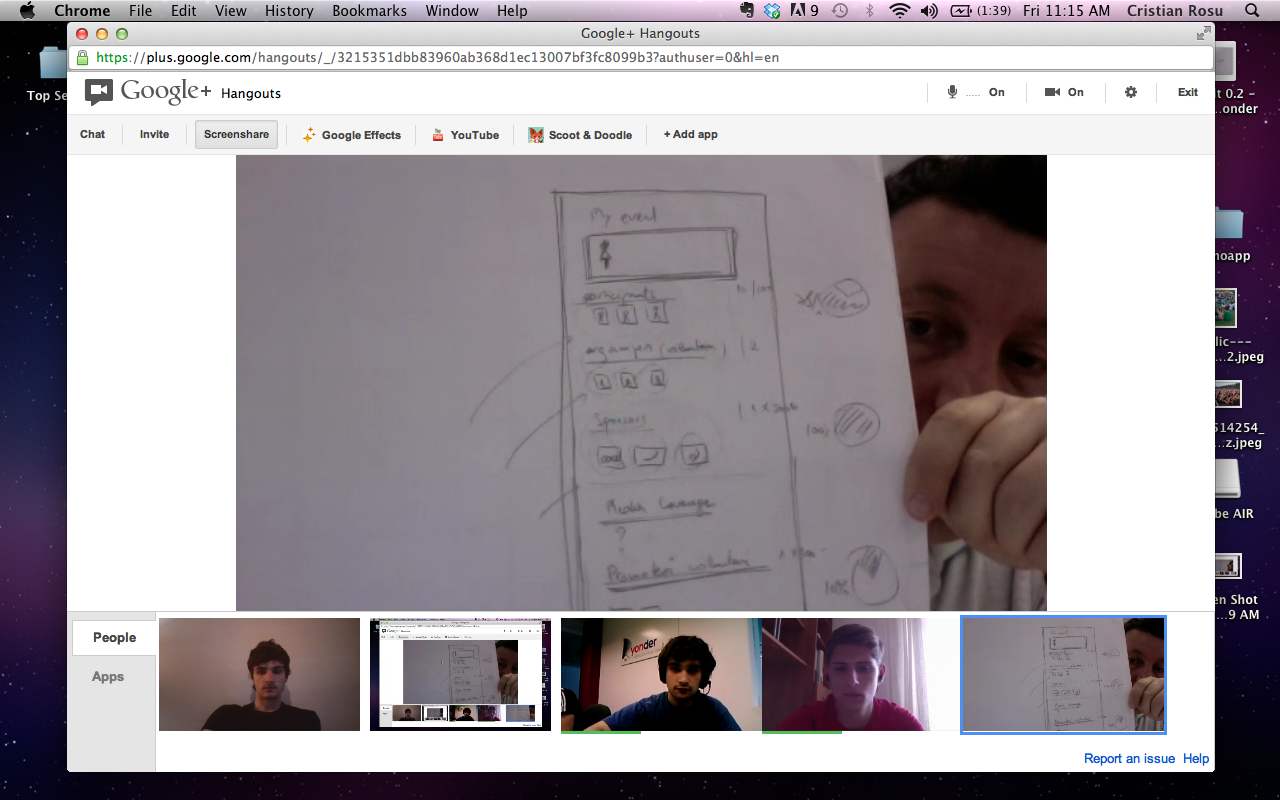 Chrome File Edit View History Bookmarks Window Help 9 (1:39) Fri 11:15 AM Cristian Rosu
Google+ Hangouts
https://plus.google.com/hangouts/_/3215351dbb83960ab368d1ec13007bf3fc8099b3?authuser=0&hl=en
Google+ Hangouts On On Exit
Chat Invite Screenshare Google Effects YouTube Scoot & Doodle + Add app
Top Se
t 0.2 –
...onder
My event
participants
Sponsors
Media Coverage
?
10%
noapp
lic---
...2.jpeg
514254_
...z.jpeg
be AIR
en Shot
...9 AM
People
Apps
yonder
Report an issue Help